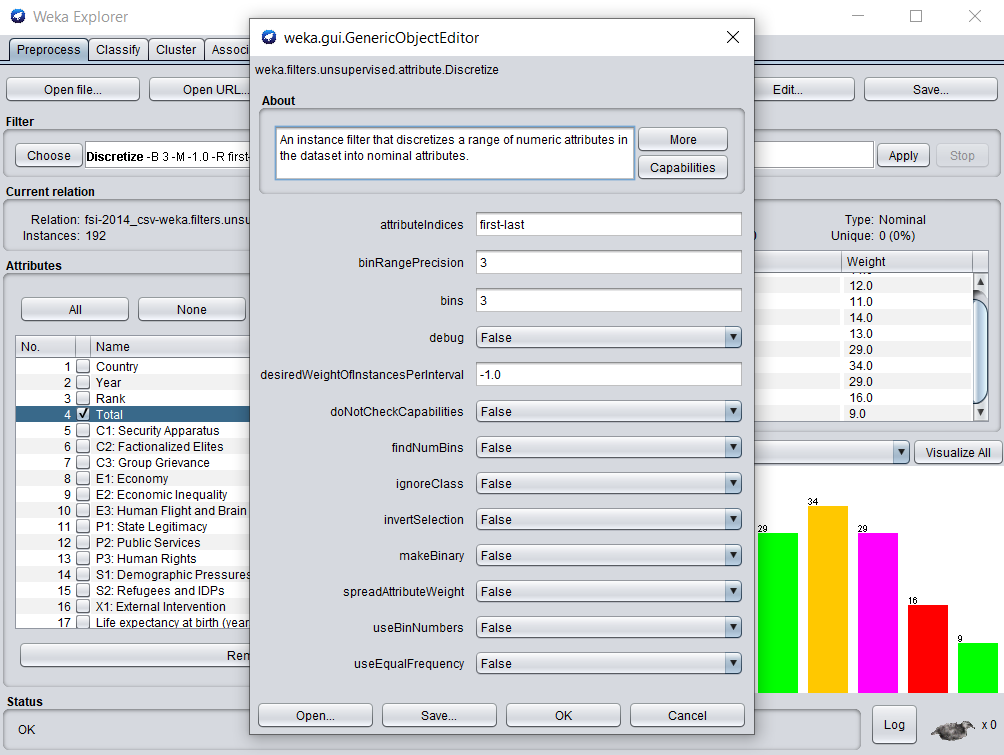 Weka Explorer
Preprocess Classify Cluster Associ
Open file... Open URL... Edit... Save...
Filter
Choose Discretize -B 3 -M -1.0 -R first- Apply Stop
Current relation
Relation: fsi-2014_csv-weka.filters.unsu Type: Nominal
Instances: 192 Unique: 0 (0%)
Attributes
All None
No. Name
1 Country
2 Year
3 Rank
4 Total
5 C1: Security Apparatus
6 C2: Factionalized Elites
7 C3: Group Grievance
8 E1: Economy
9 E2: Economic Inequality
10 E3: Human Flight and Brain
11 P1: State Legitimacy
12 P2: Public Services
13 P3: Human Rights
14 S1: Demographic Pressures
15 S2: Refugees and IDPs
16 X1: External Intervention
17 Life expectancy at birth (year
Rem
Status
OK
weka.gui.GenericObjectEditor
weka.filters.unsupervised.attribute.Discretize
About
An instance filter that discretizes a range of numeric attributes in
the dataset into nominal attributes.
More
Capabilities
attributeIndices first-last
binRangePrecision 3
bins 3
debug False
desiredWeightOfInstancesPerInterval -1.0
doNotCheckCapabilities False
findNumBins False
ignoreClass False
invertSelection False
makeBinary False
spreadAttributeWeight False
useBinNumbers False
useEqualFrequency False
Open... Save... OK Cancel
Weight
12.0
11.0
14.0
13.0
29.0
34.0
29.0
16.0
9.0
Visualize All
29
34
29
16
9
Log x 0